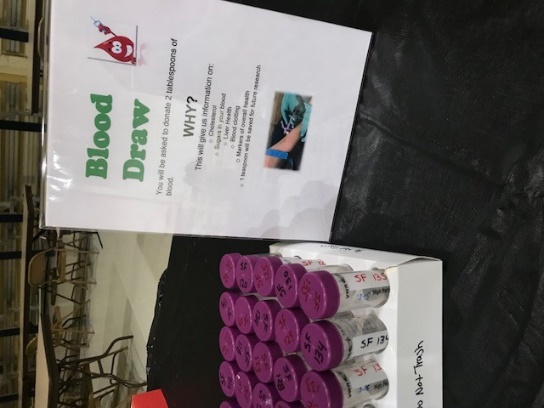 Blood
Draw
You will be asked to donate 2 tablespoons of
blood.
WHY?
This will give us information on:
Cholesterol
Sugars in your blood
Liver Health
Blood clotting
Markers of overall health
1 teaspoon will be saved for future research
SF 135
SF 134
SF
Not Trash